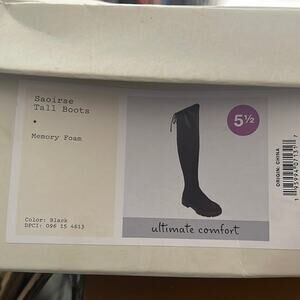 Saoirse
Tall Boots
•
Memory Foam
Color: Black
DPCI: 096 15 4613
5½
ultimate comfort
ORIGIN: CHINA